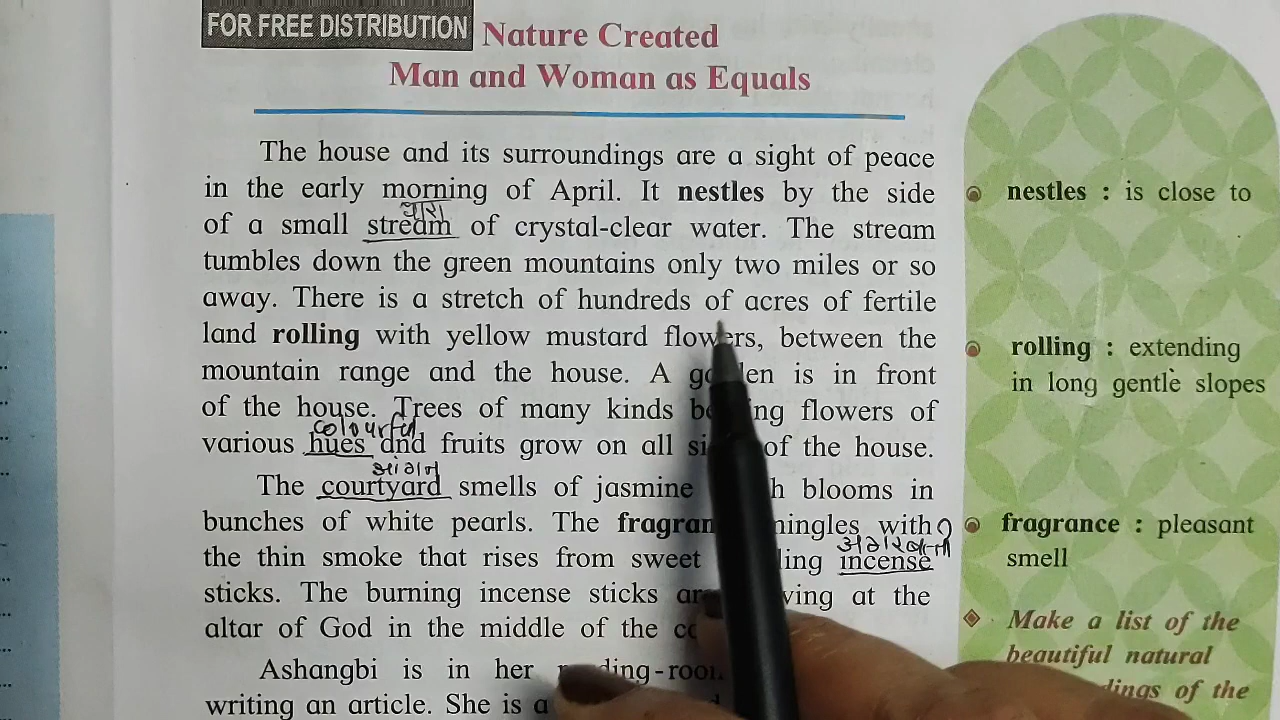 FOR FREE DISTRIBUTION
Nature Created
Man and Woman as Equals
The house and its surroundings are a sight of peace
in the early morning of April. It nestles by the side
धारा
of a small stream of crystal-clear water. The stream
tumbles down the green mountains only two miles or so
away. There is a stretch of hundreds of acres of fertile
land rolling with yellow mustard flowers, between the
mountain range and the house. A is in front
of the house. Trees of many kinds flowers of
colourful
various hues and fruits grow on all of the house.
आंगन
The courtyard smells of jasmine blooms in
bunches of white pearls. The mingles with
the thin smoke that rises from sweet incense
sticks. The burning incense sticks at the
altar of God in the middle of the
Ashangbi is in her
writing an article. She is a
nestles : is close to
rolling : extending
in long gentle slopes
fragrance : pleasant
smell
Make a list of the
beautiful natural
of the